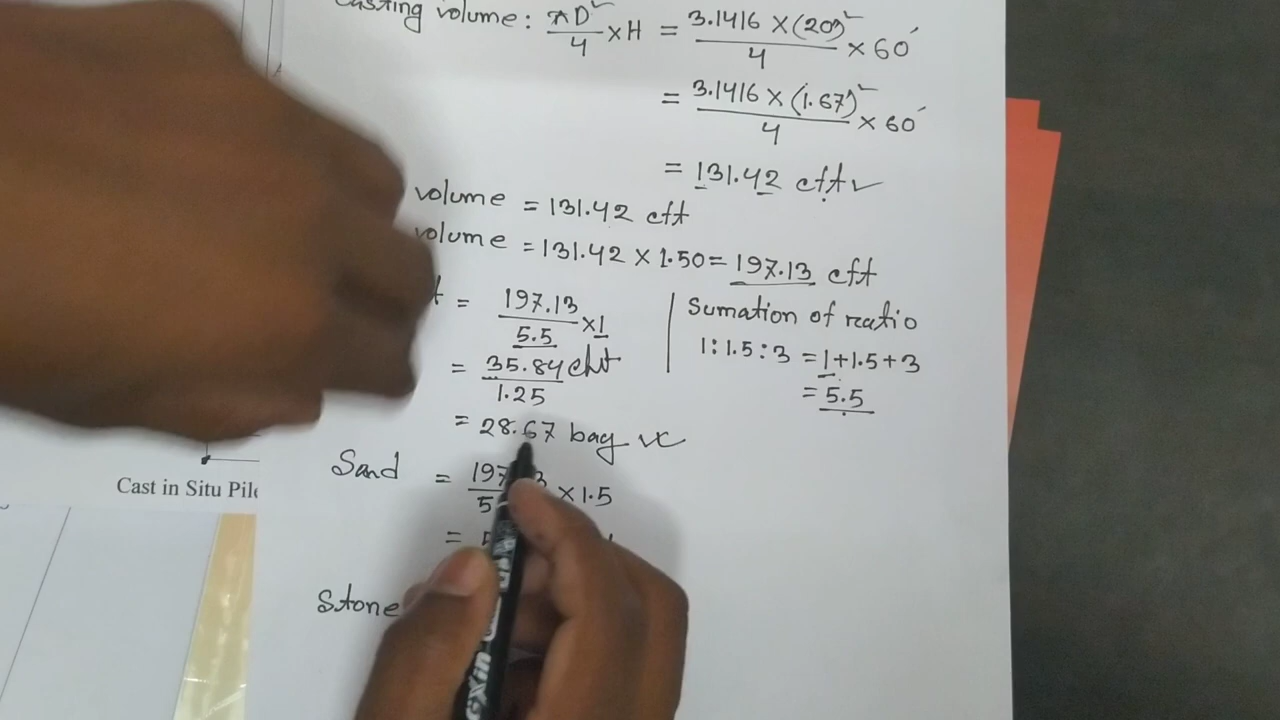 Casting volume: πD²/4 × H = 3.1416 × (20)²/4 × 60′
= 3.1416 × (1.67)²/4 × 60′
= 131.42 cft ✓
volume = 131.42 cft
volume = 131.42 × 1.50 = 197.13 cft
t = 197.13/5.5 × 1
= 35.84 cft/1.25
= 28.67 bag
Sumation of ratio
1:1.5:3 = 1+1.5+3
= 5.5
Sand = 197 3/5 × 1.5
=
Stone
Cast in Situ Pile